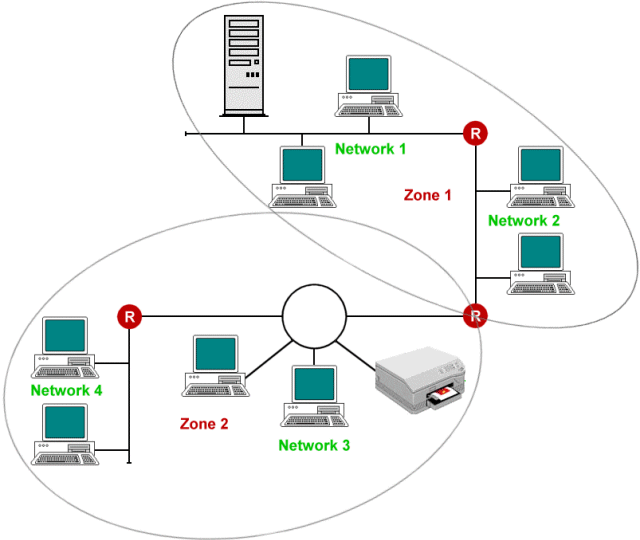 R
Network 1
Zone 1
Network 2
R
R
Network 4
Zone 2
Network 3